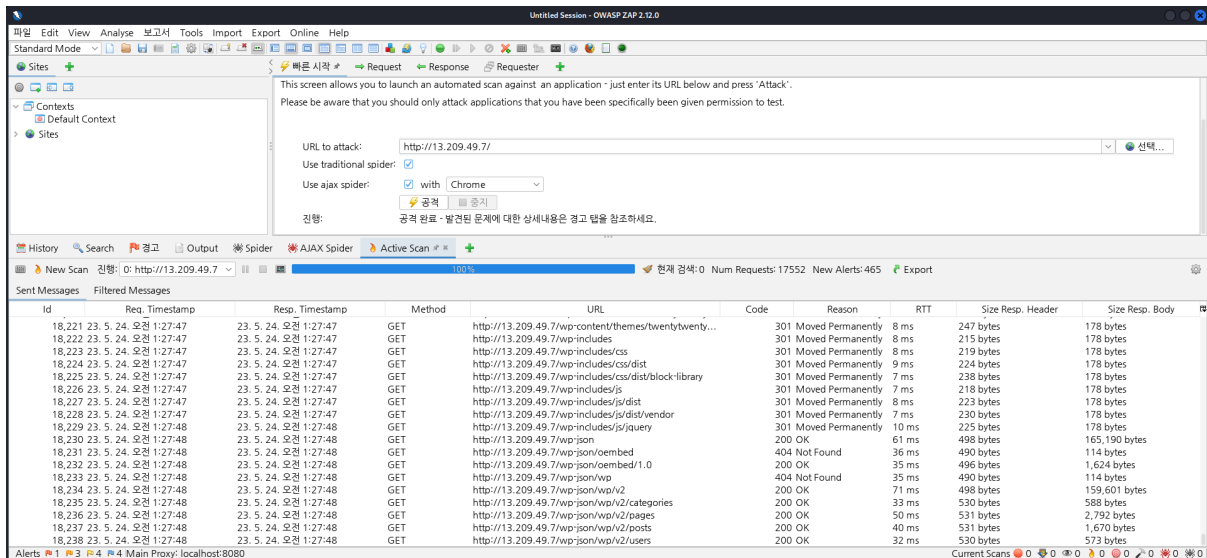 Untitled Session - OWASP ZAP 2.12.0
파일 Edit View Analyse 보고서 Tools Import Export Online Help
Standard Mode
Sites
빠른 시작 Request Response Requester
This screen allows you to launch an automated scan against an application - just enter its URL below and press 'Attack'.
Please be aware that you should only attack applications that you have been specifically been given permission to test.
Contexts
Default Context
Sites
URL to attack: http://13.209.49.7/ 선택...
Use traditional spider:
Use ajax spider: with Chrome
공격 중지
진행: 공격 완료 - 발견된 문제에 대한 상세내용은 경고 탭을 참조하세요.
History Search 경고 Output Spider AJAX Spider Active Scan
New Scan 진행: 0: http://13.209.49.7 100% 현재 검색: 0 Num Requests: 17552 New Alerts: 465 Export
Sent Messages Filtered Messages
Id Req. Timestamp Resp. Timestamp Method URL Code Reason RTT Size Resp. Header Size Resp. Body
18,221 23. 5. 24. 오전 1:27:47 23. 5. 24. 오전 1:27:47 GET http://13.209.49.7/wp-content/themes/twentytwenty... 301 Moved Permanently 8 ms 247 bytes 178 bytes
18,222 23. 5. 24. 오전 1:27:47 23. 5. 24. 오전 1:27:47 GET http://13.209.49.7/wp-includes 301 Moved Permanently 8 ms 215 bytes 178 bytes
18,223 23. 5. 24. 오전 1:27:47 23. 5. 24. 오전 1:27:47 GET http://13.209.49.7/wp-includes/css 301 Moved Permanently 8 ms 219 bytes 178 bytes
18,224 23. 5. 24. 오전 1:27:47 23. 5. 24. 오전 1:27:47 GET http://13.209.49.7/wp-includes/css/dist 301 Moved Permanently 9 ms 224 bytes 178 bytes
18,225 23. 5. 24. 오전 1:27:47 23. 5. 24. 오전 1:27:47 GET http://13.209.49.7/wp-includes/css/dist/block-library 301 Moved Permanently 7 ms 238 bytes 178 bytes
18,226 23. 5. 24. 오전 1:27:47 23. 5. 24. 오전 1:27:47 GET http://13.209.49.7/wp-includes/js 301 Moved Permanently 7 ms 218 bytes 178 bytes
18,227 23. 5. 24. 오전 1:27:47 23. 5. 24. 오전 1:27:47 GET http://13.209.49.7/wp-includes/js/dist 301 Moved Permanently 8 ms 223 bytes 178 bytes
18,228 23. 5. 24. 오전 1:27:47 23. 5. 24. 오전 1:27:47 GET http://13.209.49.7/wp-includes/js/dist/vendor 301 Moved Permanently 7 ms 230 bytes 178 bytes
18,229 23. 5. 24. 오전 1:27:48 23. 5. 24. 오전 1:27:48 GET http://13.209.49.7/wp-includes/js/jquery 301 Moved Permanently 10 ms 225 bytes 178 bytes
18,230 23. 5. 24. 오전 1:27:48 23. 5. 24. 오전 1:27:48 GET http://13.209.49.7/wp-json 200 OK 61 ms 498 bytes 165,190 bytes
18,231 23. 5. 24. 오전 1:27:48 23. 5. 24. 오전 1:27:48 GET http://13.209.49.7/wp-json/oembed 404 Not Found 36 ms 490 bytes 114 bytes
18,232 23. 5. 24. 오전 1:27:48 23. 5. 24. 오전 1:27:48 GET http://13.209.49.7/wp-json/oembed/1.0 200 OK 35 ms 496 bytes 1,624 bytes
18,233 23. 5. 24. 오전 1:27:48 23. 5. 24. 오전 1:27:48 GET http://13.209.49.7/wp-json/wp 404 Not Found 35 ms 490 bytes 114 bytes
18,234 23. 5. 24. 오전 1:27:48 23. 5. 24. 오전 1:27:48 GET http://13.209.49.7/wp-json/wp/v2 200 OK 71 ms 498 bytes 159,601 bytes
18,235 23. 5. 24. 오전 1:27:48 23. 5. 24. 오전 1:27:48 GET http://13.209.49.7/wp-json/wp/v2/categories 200 OK 33 ms 530 bytes 588 bytes
18,236 23. 5. 24. 오전 1:27:48 23. 5. 24. 오전 1:27:48 GET http://13.209.49.7/wp-json/wp/v2/pages 200 OK 50 ms 531 bytes 2,792 bytes
18,237 23. 5. 24. 오전 1:27:48 23. 5. 24. 오전 1:27:48 GET http://13.209.49.7/wp-json/wp/v2/posts 200 OK 40 ms 531 bytes 1,670 bytes
18,238 23. 5. 24. 오전 1:27:48 23. 5. 24. 오전 1:27:48 GET http://13.209.49.7/wp-json/wp/v2/users 200 OK 32 ms 530 bytes 573 bytes
Alerts 1 3 4 4 Main Proxy: localhost:8080 Current Scans 0 0 0 0 0 0 0 0